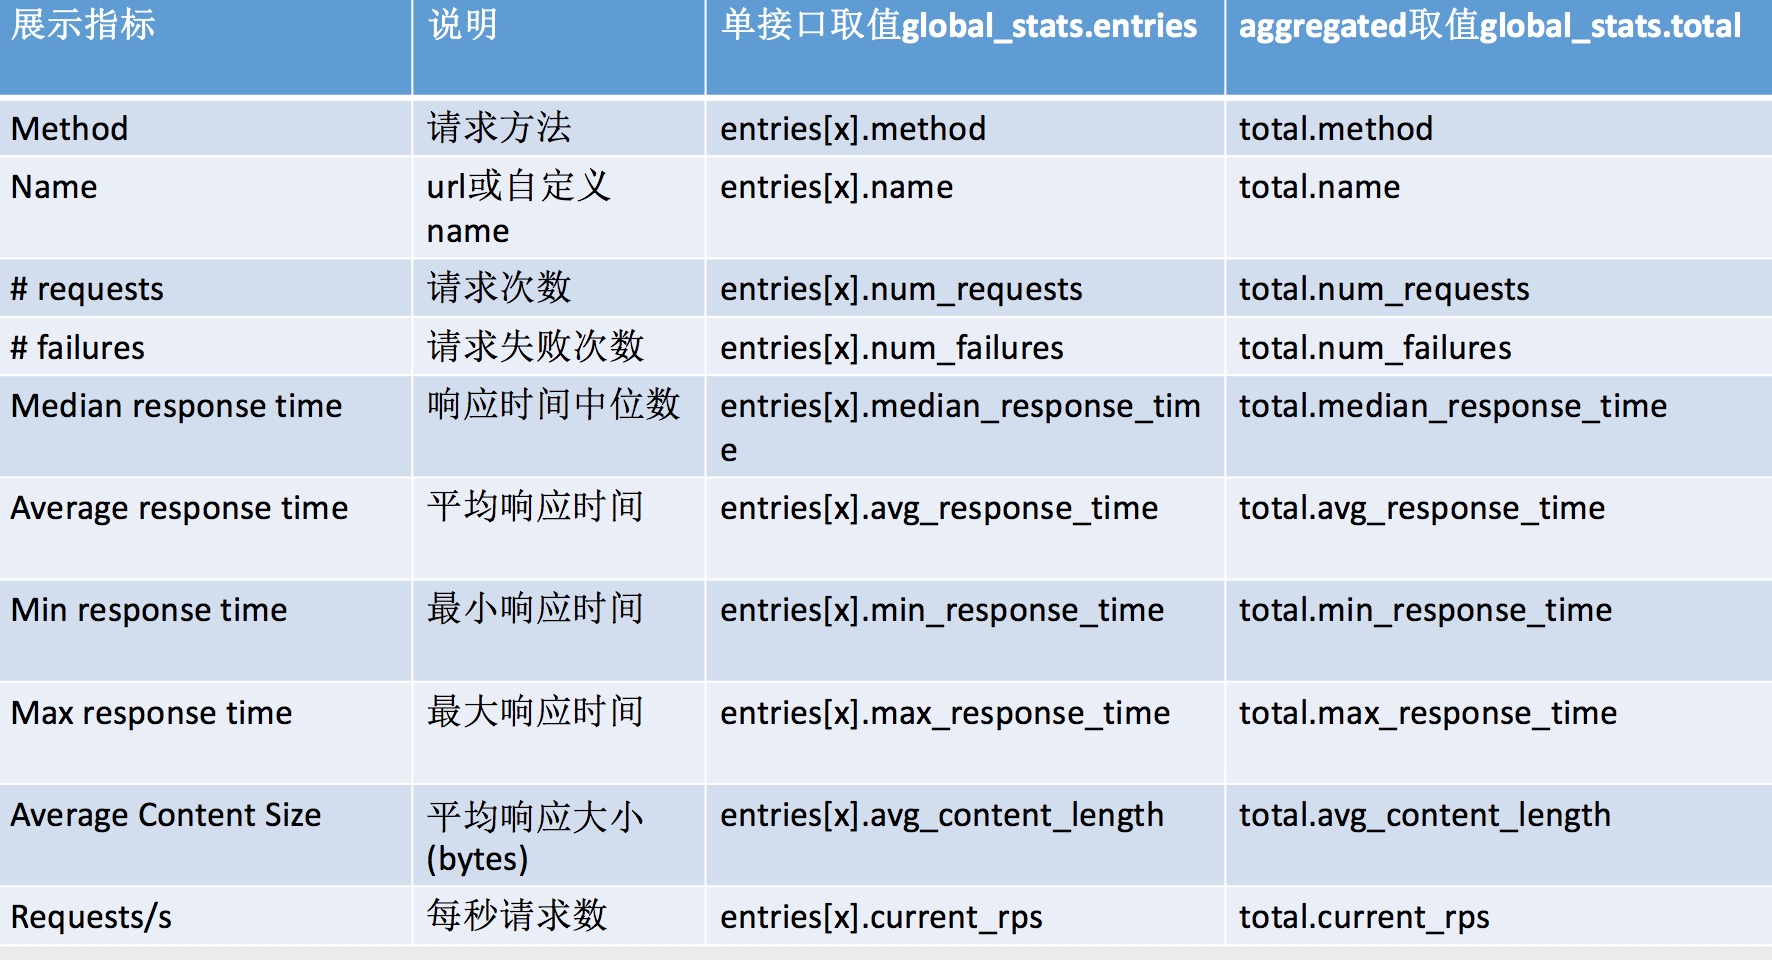 展示指标
说明
单接口取值global_stats.entries
aggregated取值global_stats.total
Method
请求方法
entries[x].method
total.method
Name
url或自定义
name
entries[x].name
total.name
# requests
请求次数
entries[x].num_requests
total.num_requests
# failures
请求失败次数
entries[x].num_failures
total.num_failures
Median response time
响应时间中位数
entries[x].median_response_tim
e
total.median_response_time
Average response time
平均响应时间
entries[x].avg_response_time
total.avg_response_time
Min response time
最小响应时间
entries[x].min_response_time
total.min_response_time
Max response time
最大响应时间
entries[x].max_response_time
total.max_response_time
Average Content Size
平均响应大小
(bytes)
entries[x].avg_content_length
total.avg_content_length
Requests/s
每秒请求数
entries[x].current_rps
total.current_rps